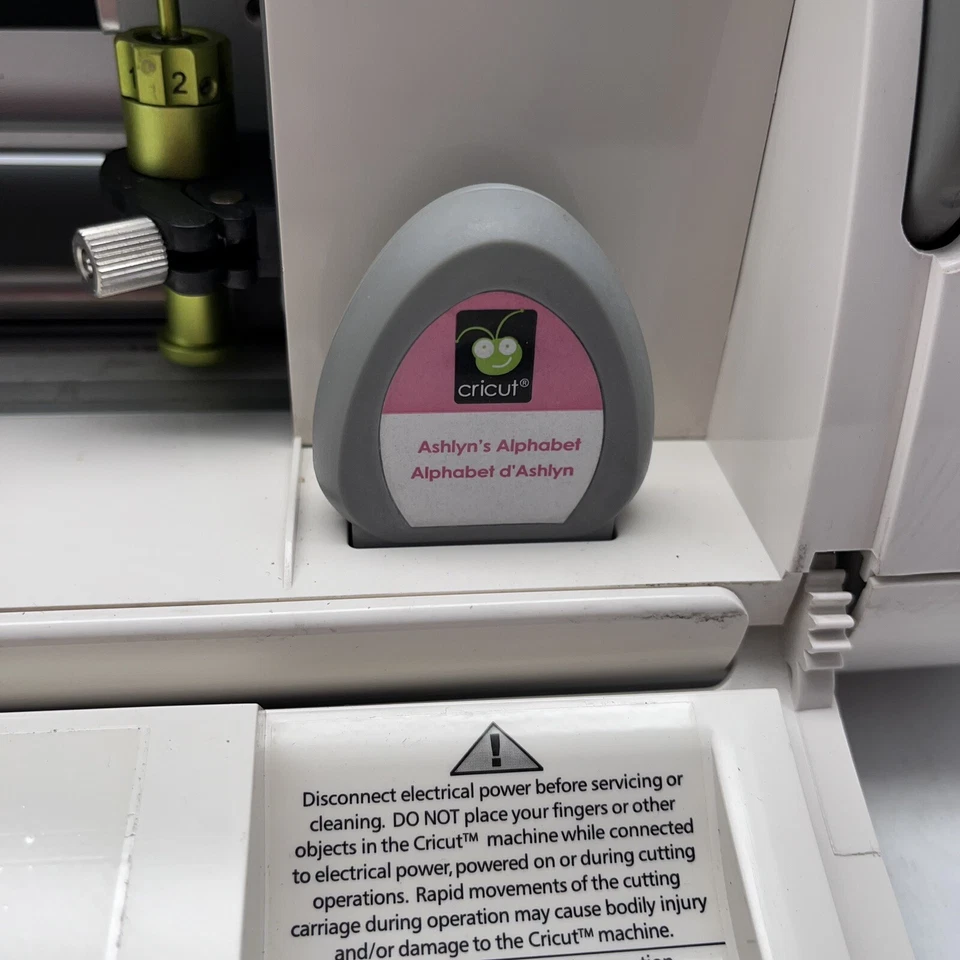 2
cricut®
Ashlyn's Alphabet
Alphabet d'Ashlyn
Disconnect electrical power before servicing or
cleaning. DO NOT place your fingers or other
objects in the Cricut™ machine while connected
to electrical power, powered on or during cutting
operations. Rapid movements of the cutting
carriage during operation may cause bodily injury
and/or damage to the Cricut™ machine.